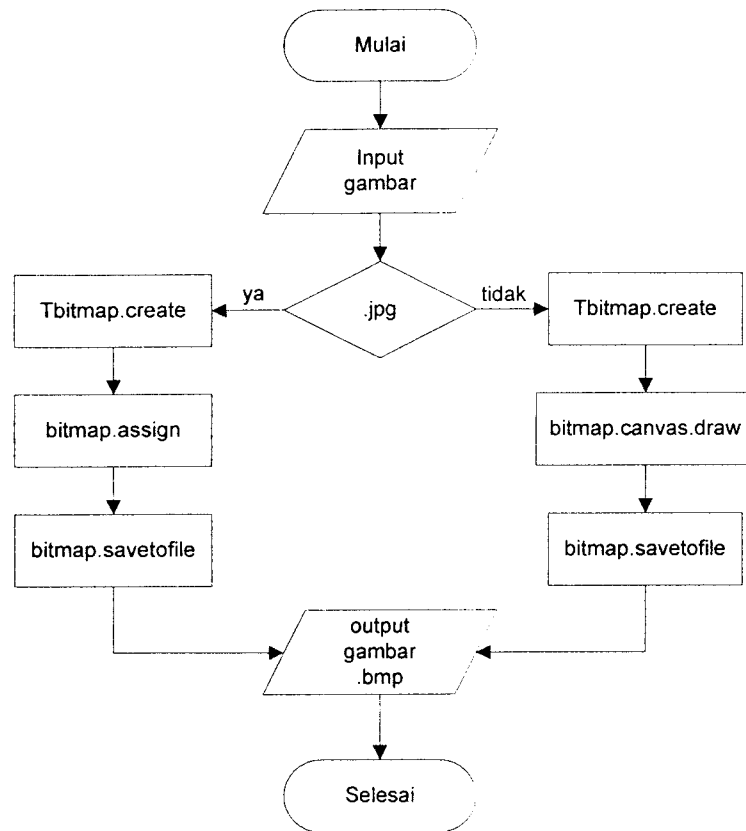 Mulai
Input
gambar
ya
.jpg
tidak
Tbitmap.create
Tbitmap.create
bitmap.assign
bitmap.canvas.draw
bitmap.savetofile
bitmap.savetofile
output
gambar
.bmp
Selesai